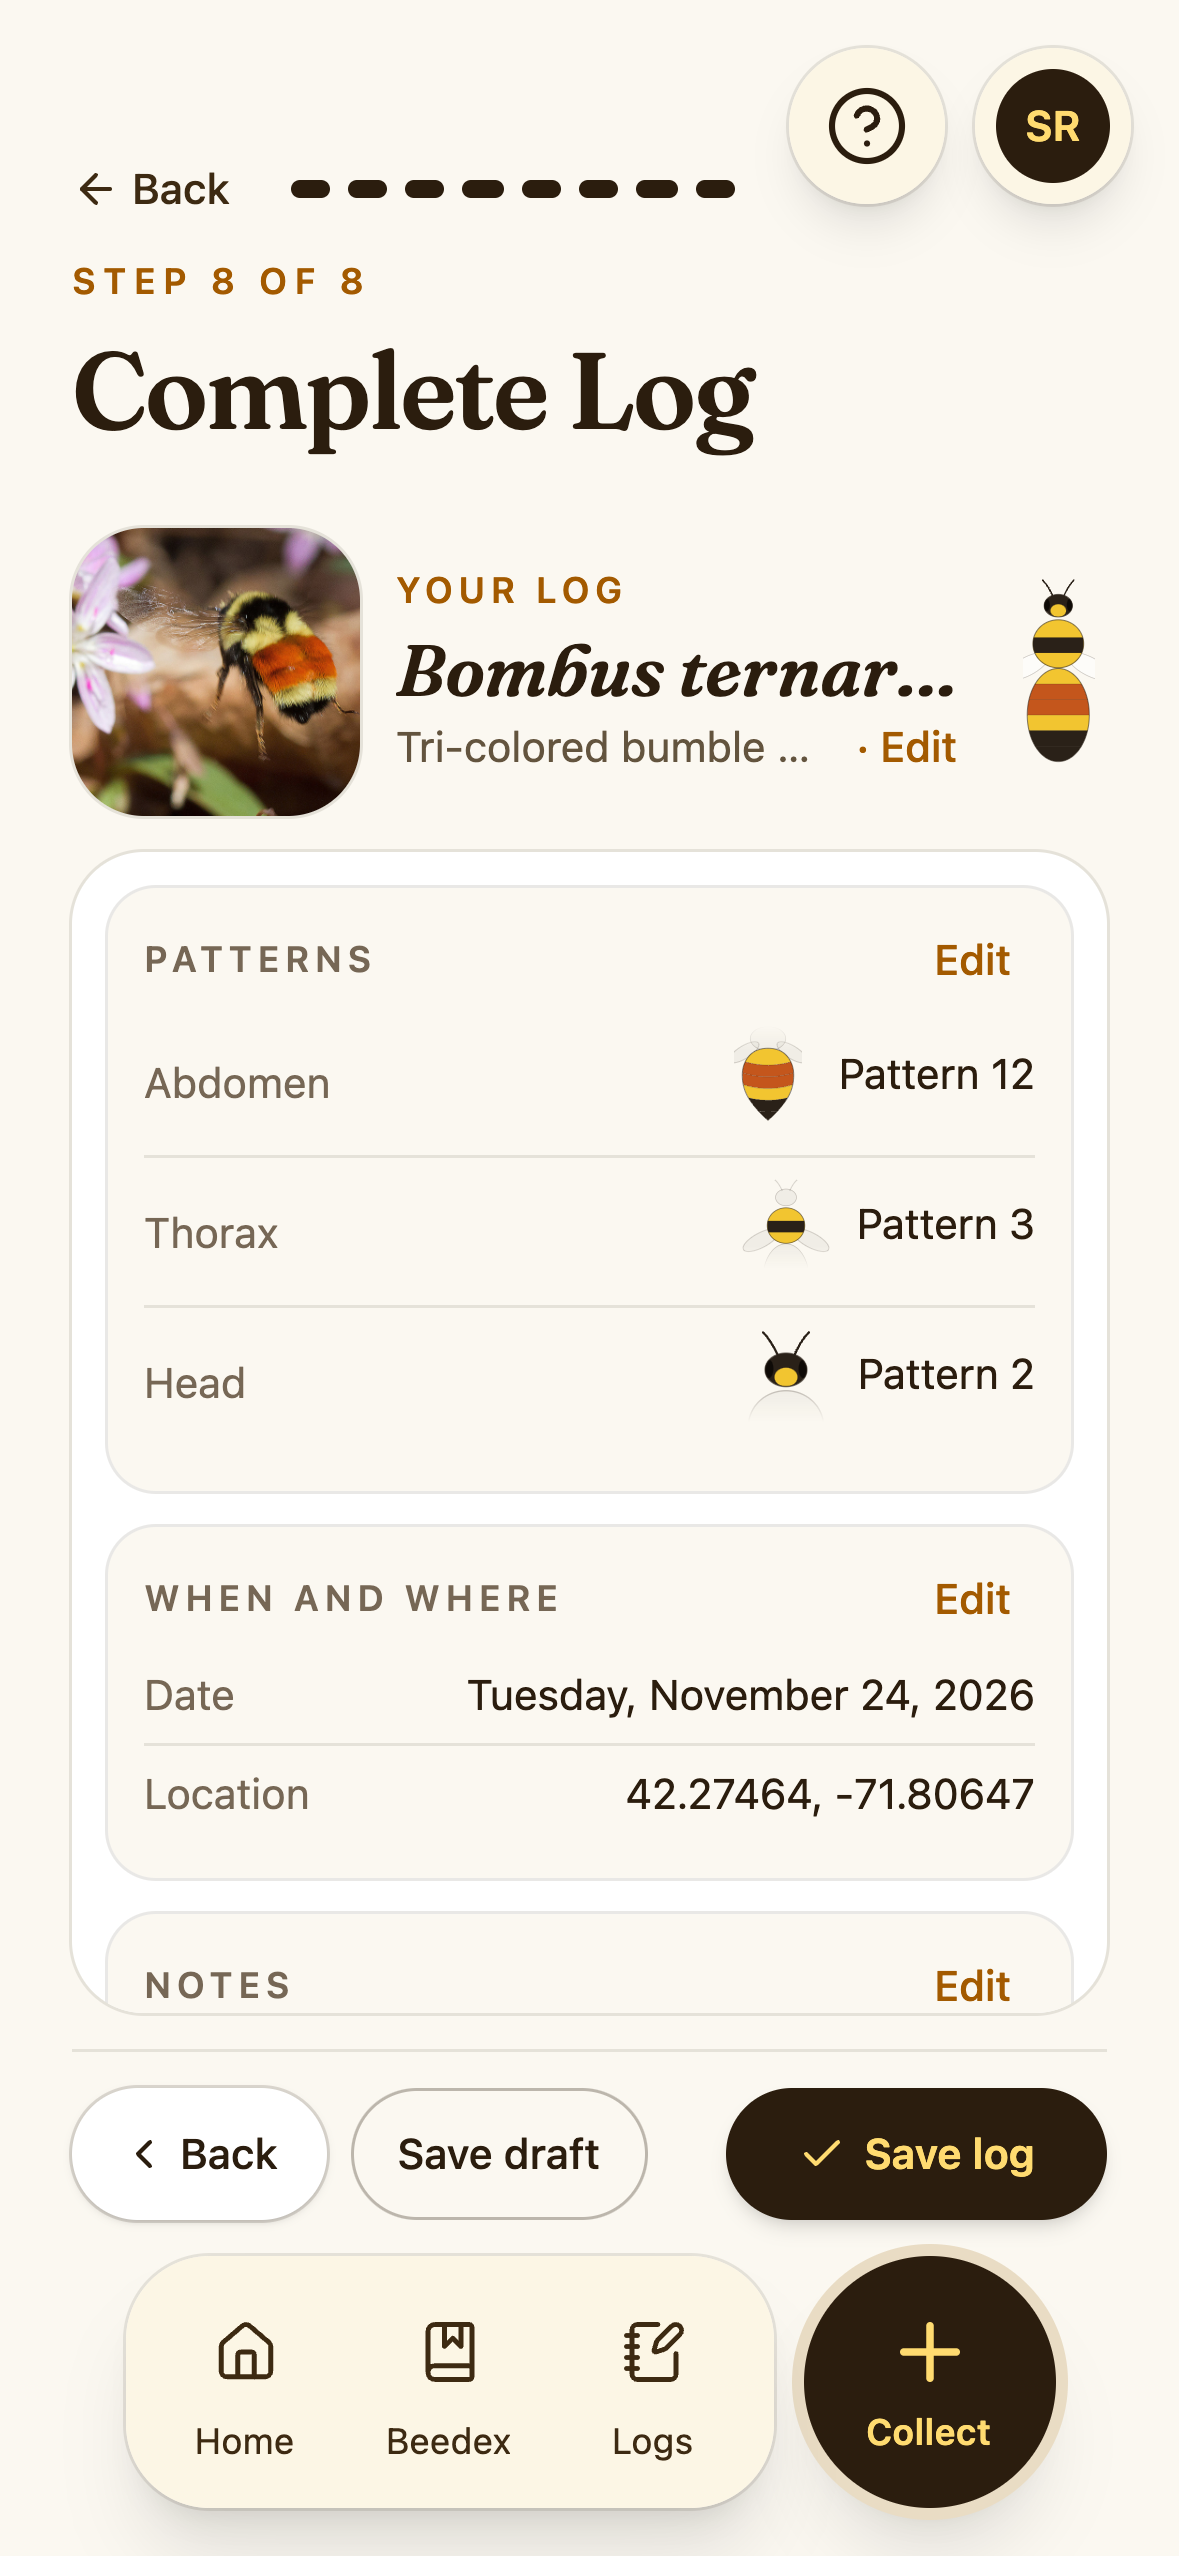 SR
Back
STEP 8 OF 8
Complete Log
YOUR LOG
Bombus ternar...
Tri-colored bumble ... · Edit
PATTERNS Edit
Abdomen Pattern 12
Thorax Pattern 3
Head Pattern 2
WHEN AND WHERE Edit
Date Tuesday, November 24, 2026
Location 42.27464, -71.80647
NOTES Edit
Back Save draft Save log
Home Beedex Logs Collect